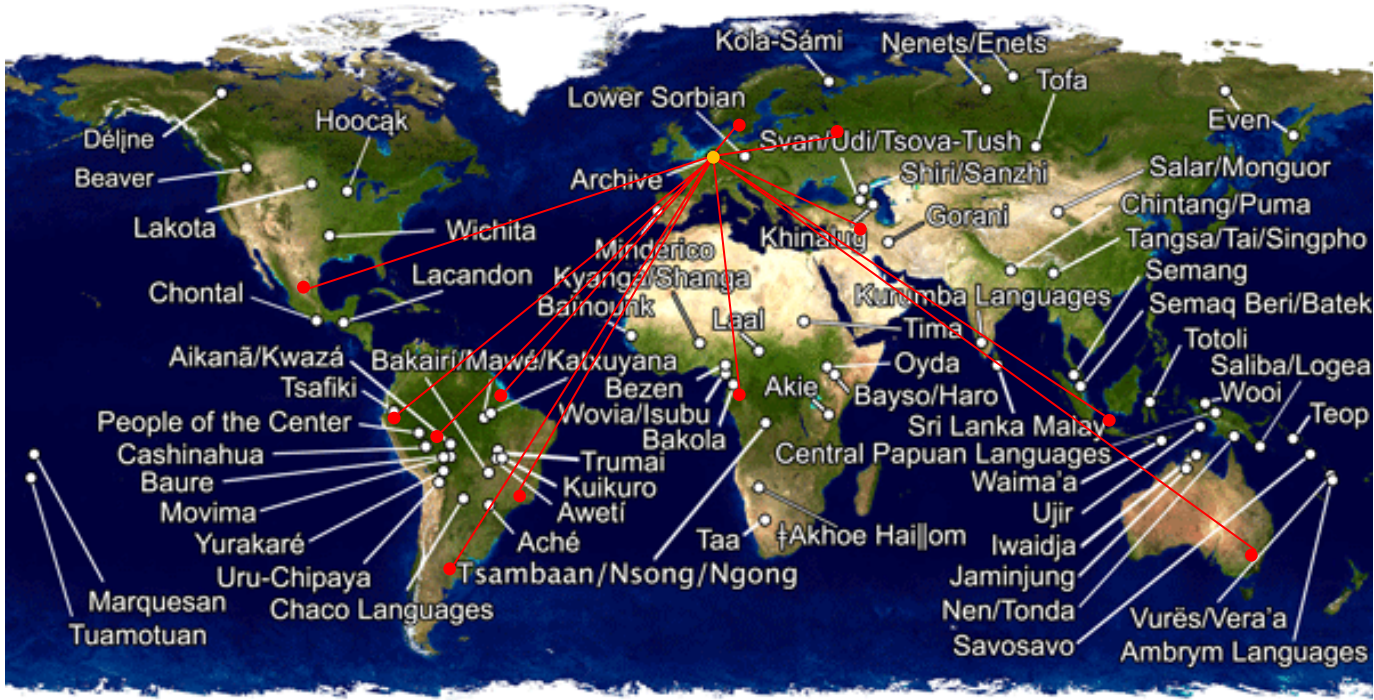 Kola-Sámi
Nenets/Enets
Tofa
Lower Sorbian
Even
Déljne
Hoocąk
Svan/Udi/Tsova-Tush
Beaver
Archive
Shiri/Sanzhi
Salar/Monguor
Chintang/Puma
Lakota
Wichita
Gorani
Khinalug
Tangsa/Tai/Singpho
Minderico
Lacandon
Kyanga/Shanga
Semang
Chontal
Bainounk
Kurumba Languages
Semaq Beri/Batek
Laal
Tima
Totoli
Aikanã/Kwazá
Bakairí/Mawé/Katxuyana
Oyda
Saliba/Logea
Tsafiki
Bezen
Akie
Bayso/Haro
Wooi
People of the Center
Wovia/Isubu
Sri Lanka Malay
Teop
Bakola
Cashinahua
Trumai
Central Papuan Languages
Baure
Kuikuro
Waima'a
Movima
Awetí
Ujir
Yurakaré
Aché
Taa
ǂAkhoe Haiǁom
Iwaidja
Uru-Chipaya
Tsambaan/Nsong/Ngong
Jaminjung
Marquesan
Chaco Languages
Nen/Tonda
Vurës/Vera'a
Tuamotuan
Savosavo
Ambrym Languages